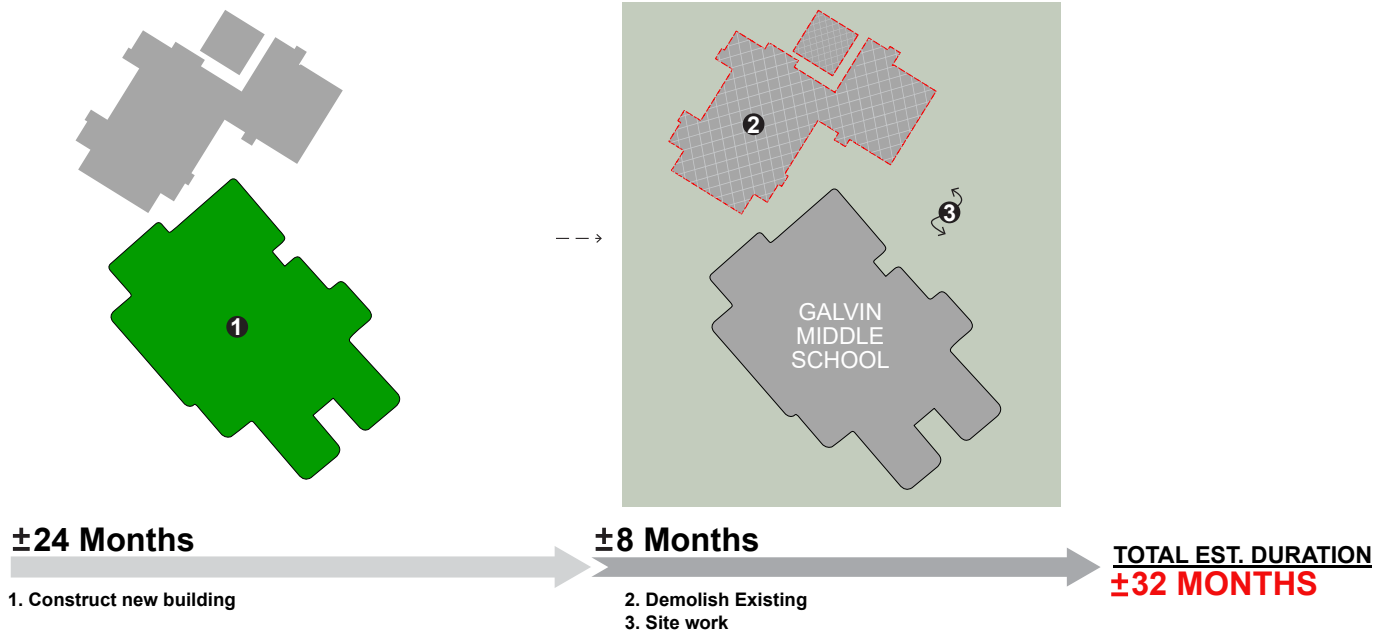 2
3
GALVIN
MIDDLE
SCHOOL
1
±24 Months
±8 Months
TOTAL EST. DURATION
±32 MONTHS
1. Construct new building
2. Demolish Existing
3. Site work